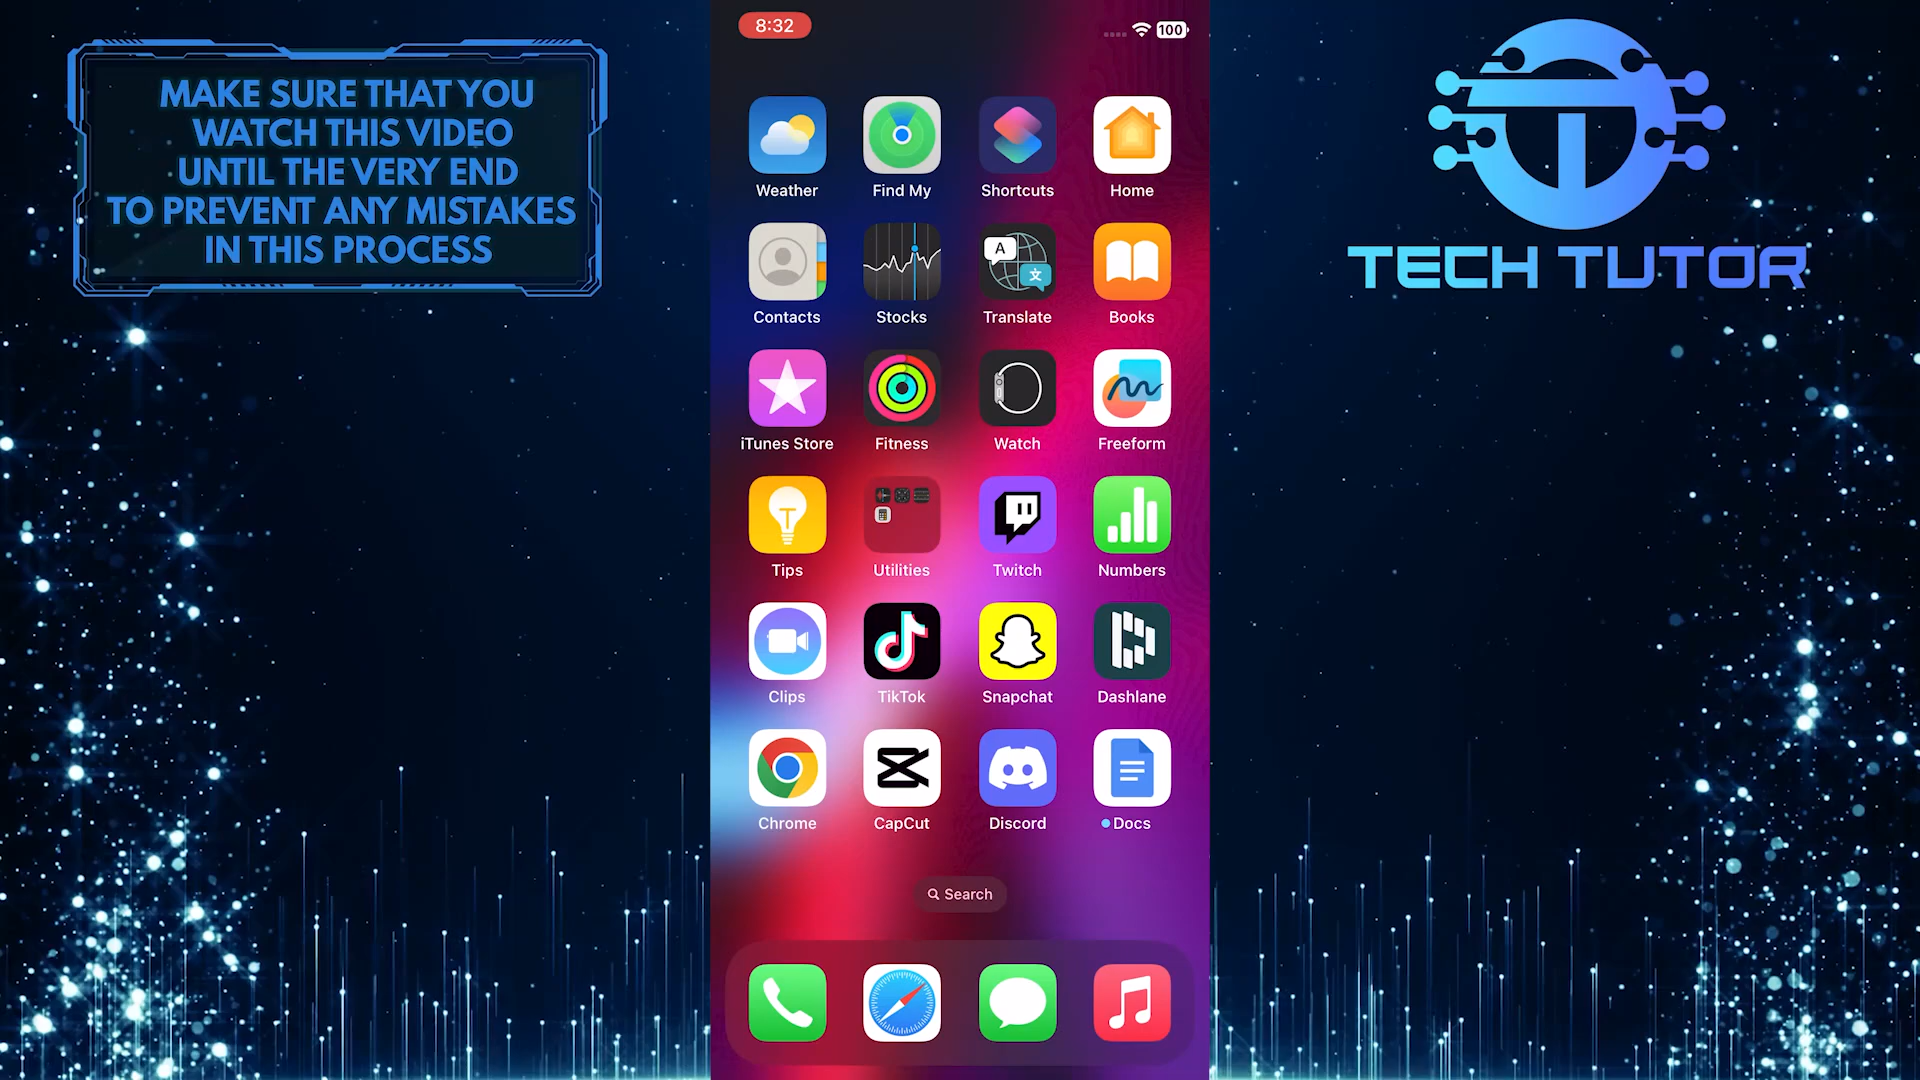 MAKE SURE THAT YOU
WATCH THIS VIDEO
UNTIL THE VERY END
TO PREVENT ANY MISTAKES
IN THIS PROCESS
8:32
100
Weather
Find My
Shortcuts
Home
A
文
Contacts
Stocks
Translate
Books
iTunes Store
Fitness
Watch
Freeform
Tips
Utilities
Twitch
Numbers
Clips
TikTok
Snapchat
Dashlane
Chrome
CapCut
Discord
Docs
Search
TECH TUTOR